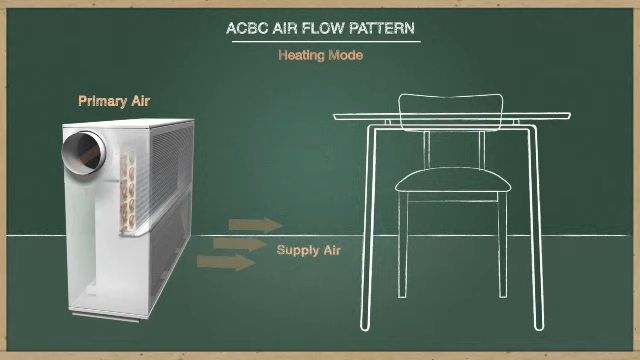 ACBC AIR FLOW PATTERN
Heating Mode
Primary Air
Supply Air